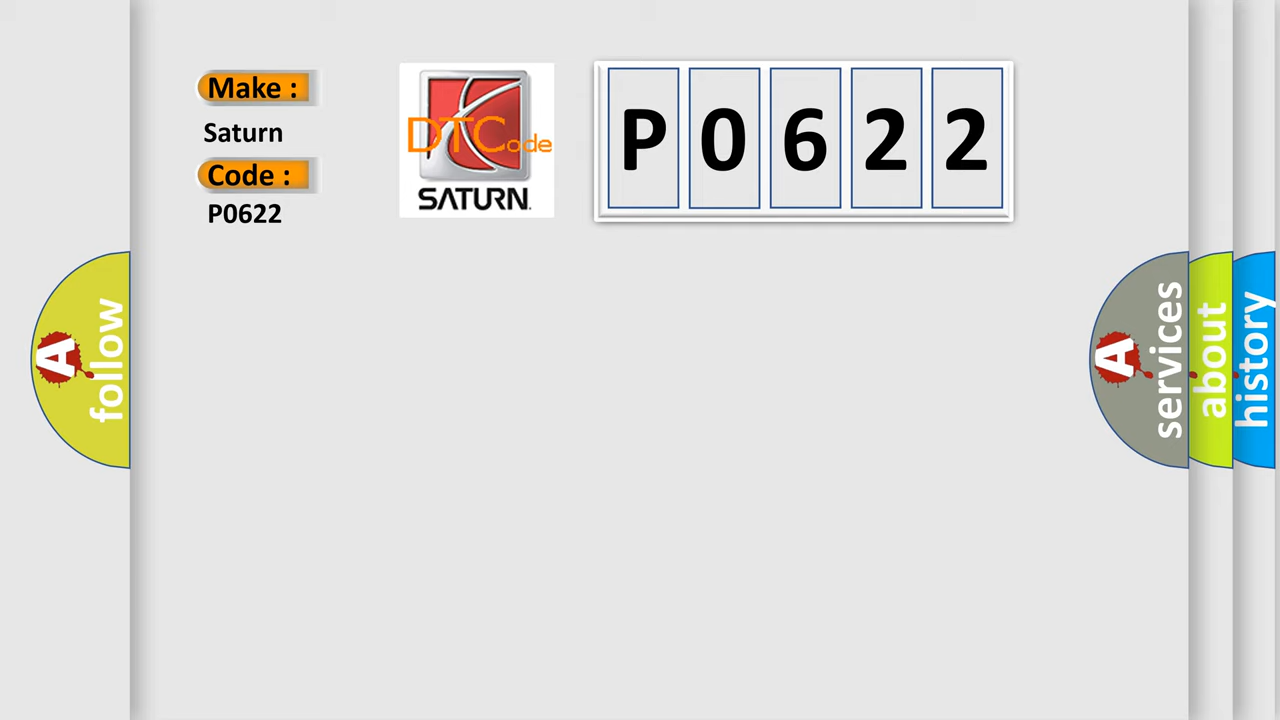 Make :
Saturn
Code :
P0622
DTCode
SATURN
P 0 6 2 2
A
follow
A
services
about
history